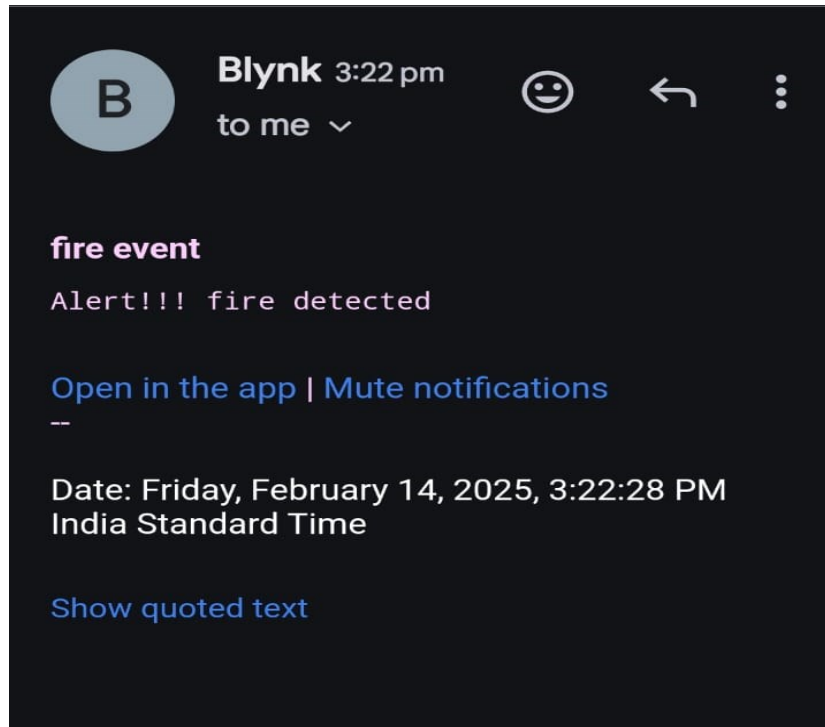 B
Blynk 3:22 pm
to me
fire event
Alert!!! fire detected
Open in the app | Mute notifications
--
Date: Friday, February 14, 2025, 3:22:28 PM
India Standard Time
Show quoted text